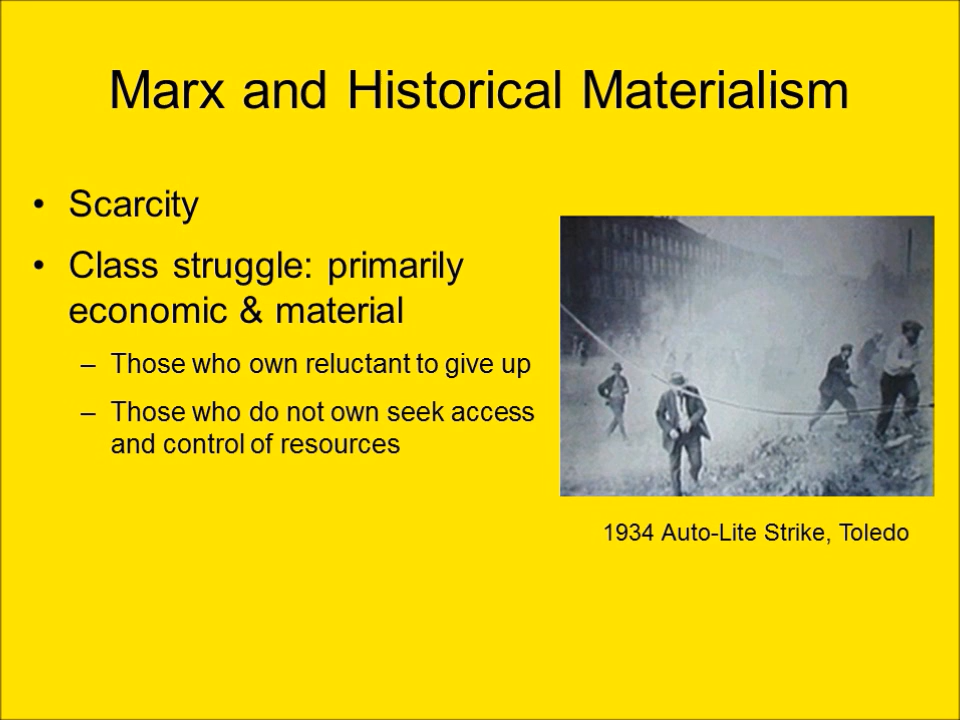 Marx and Historical Materialism
• Scarcity
• Class struggle: primarily
economic & material
– Those who own reluctant to give up
– Those who do not own seek access
and control of resources
1934 Auto-Lite Strike, Toledo